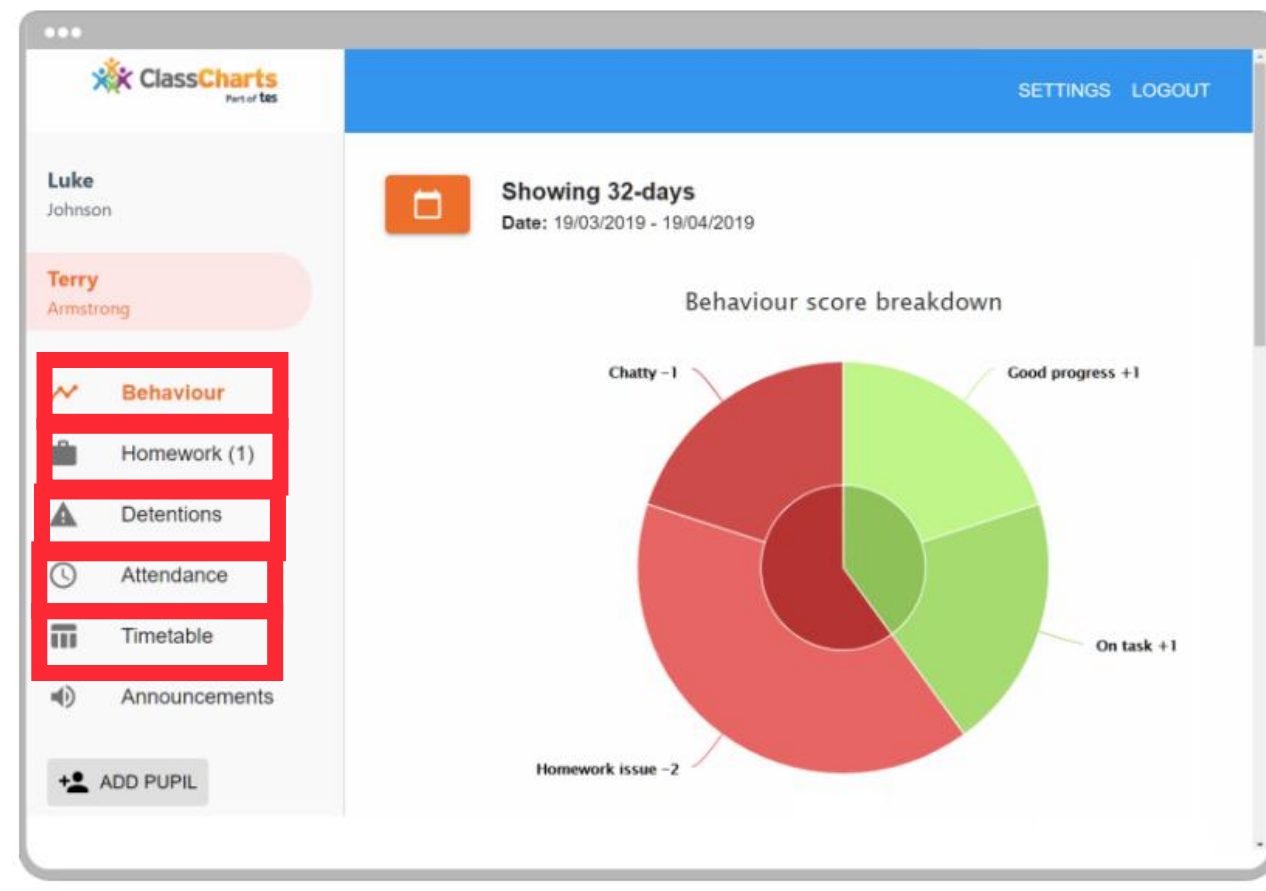 ClassCharts
Part of tes
SETTINGS LOGOUT
Luke
Johnson
Terry
Armstrong
Behaviour
Homework (1)
Detentions
Attendance
Timetable
Announcements
ADD PUPIL
Showing 32-days
Date: 19/03/2019 - 19/04/2019
Behaviour score breakdown
Chatty -1
Good progress +1
On task +1
Homework issue -2